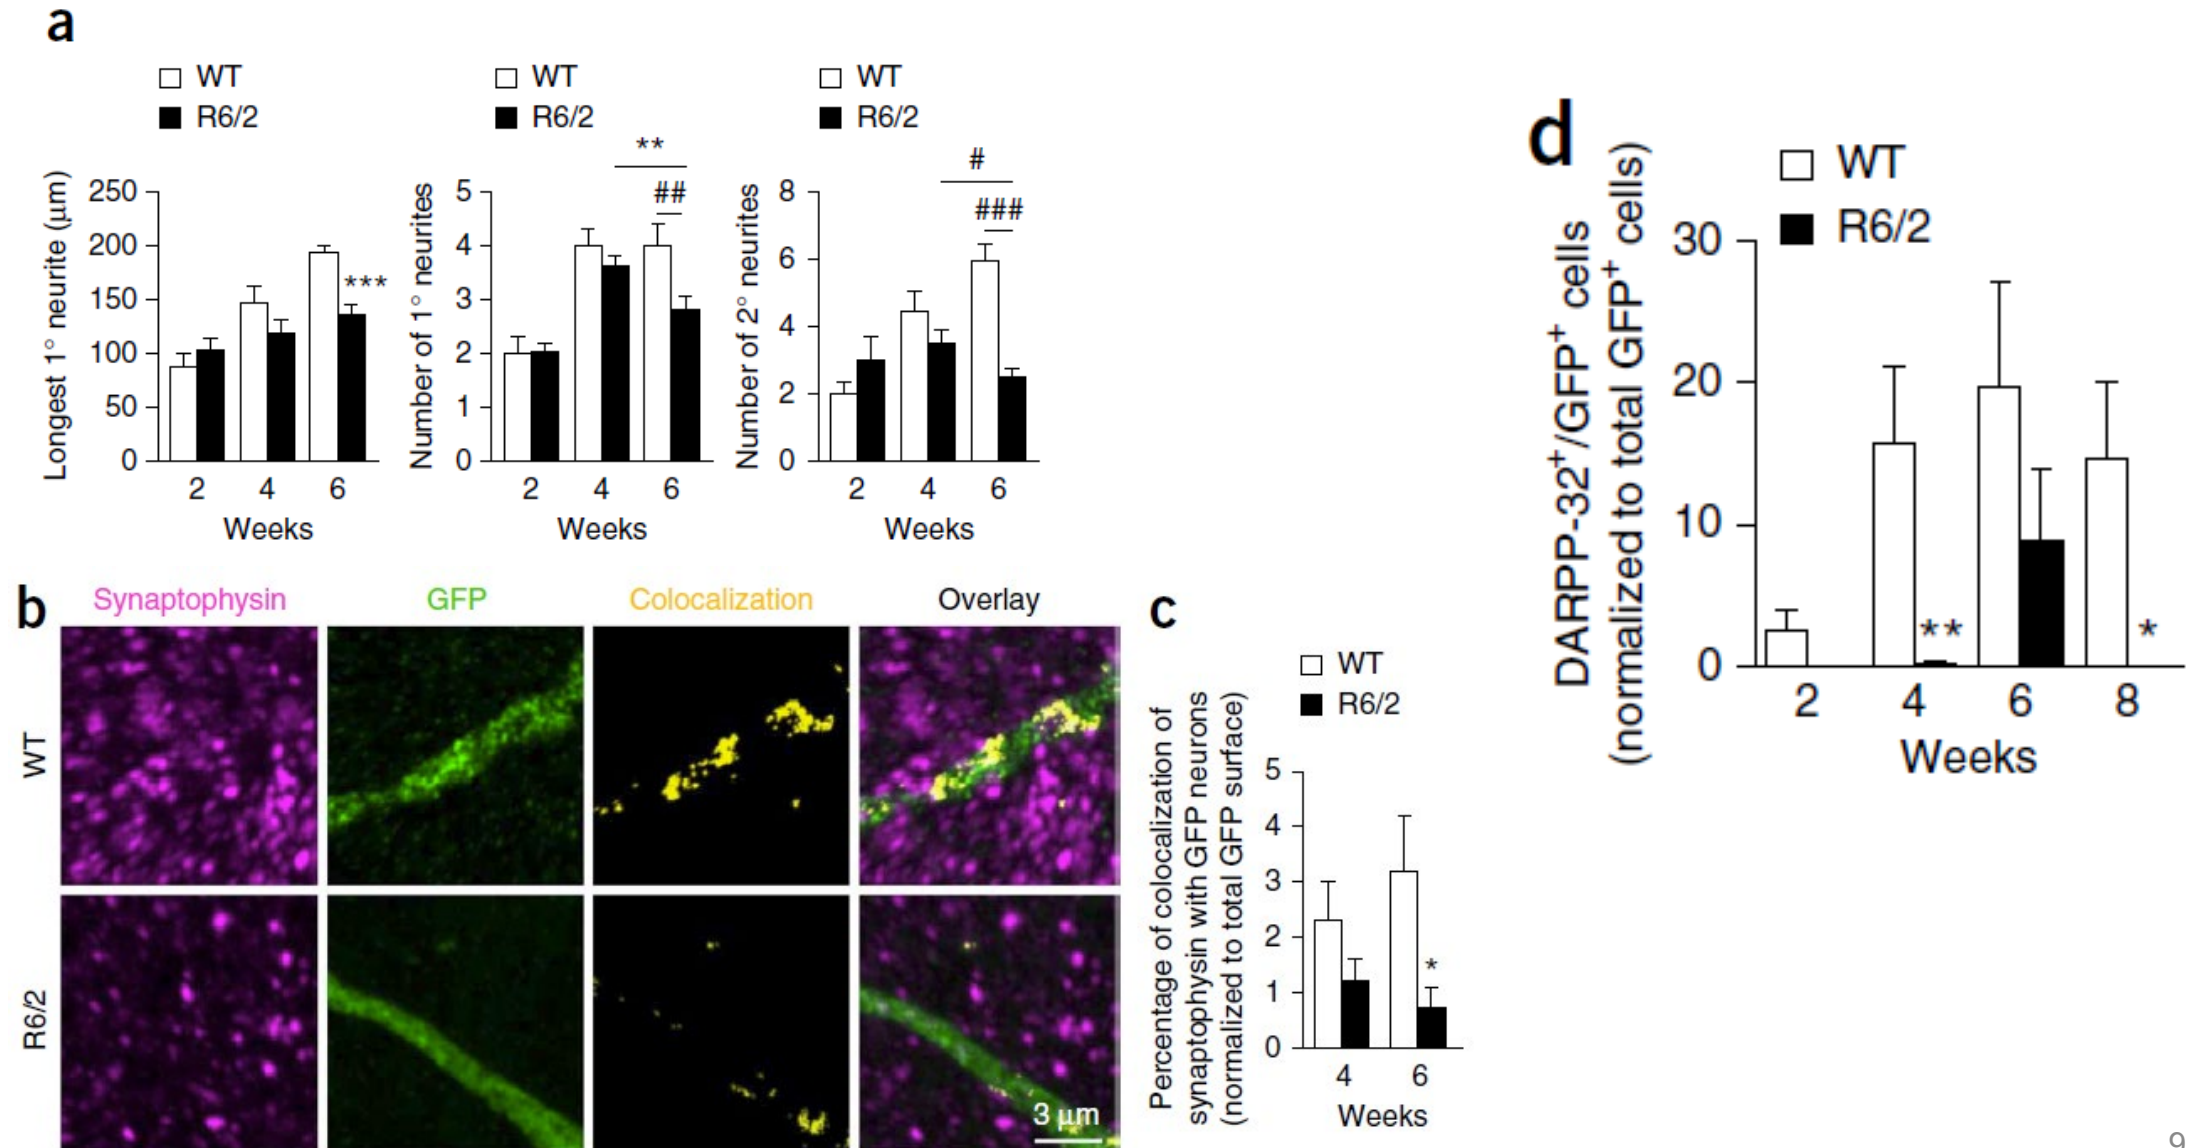 a
WT
R6/2
Longest 1° neurite (μm)
250
200
150
100
50
0
***
2 4 6
Weeks
WT
R6/2
Number of 1° neurites
5
4
3
2
1
0
**
##
2 4 6
Weeks
WT
R6/2
Number of 2° neurites
8
6
4
2
0
#
###
2 4 6
Weeks
b
Synaptophysin GFP Colocalization Overlay
WT
R6/2
3 μm
c
WT
R6/2
Percentage of colocalization of
synaptophysin with GFP neurons
(normalized to total GFP surface)
5
4
3
2
1
0
*
4 6
Weeks
d
WT
R6/2
DARPP-32+/GFP+ cells
(normalized to total GFP+ cells)
30
20
10
0
**
*
2 4 6 8
Weeks
9